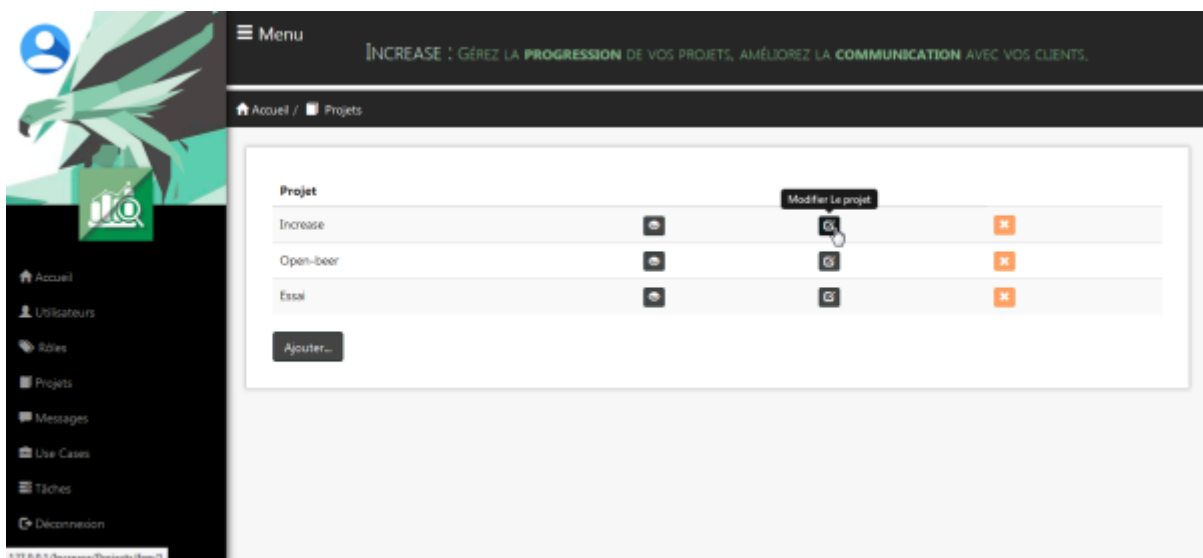 Menu
INCREASE : GÉREZ LA PROGRESSION DE VOS PROJETS, AMÉLIOREZ LA COMMUNICATION AVEC VOS CLIENTS.
Accueil / Projets
Projet
Modifier Le projet
Increase
Open-beer
Essai
Ajouter...
Accueil
Utilisateurs
Rôles
Projets
Messages
Use Cases
Tâches
Déconnexion